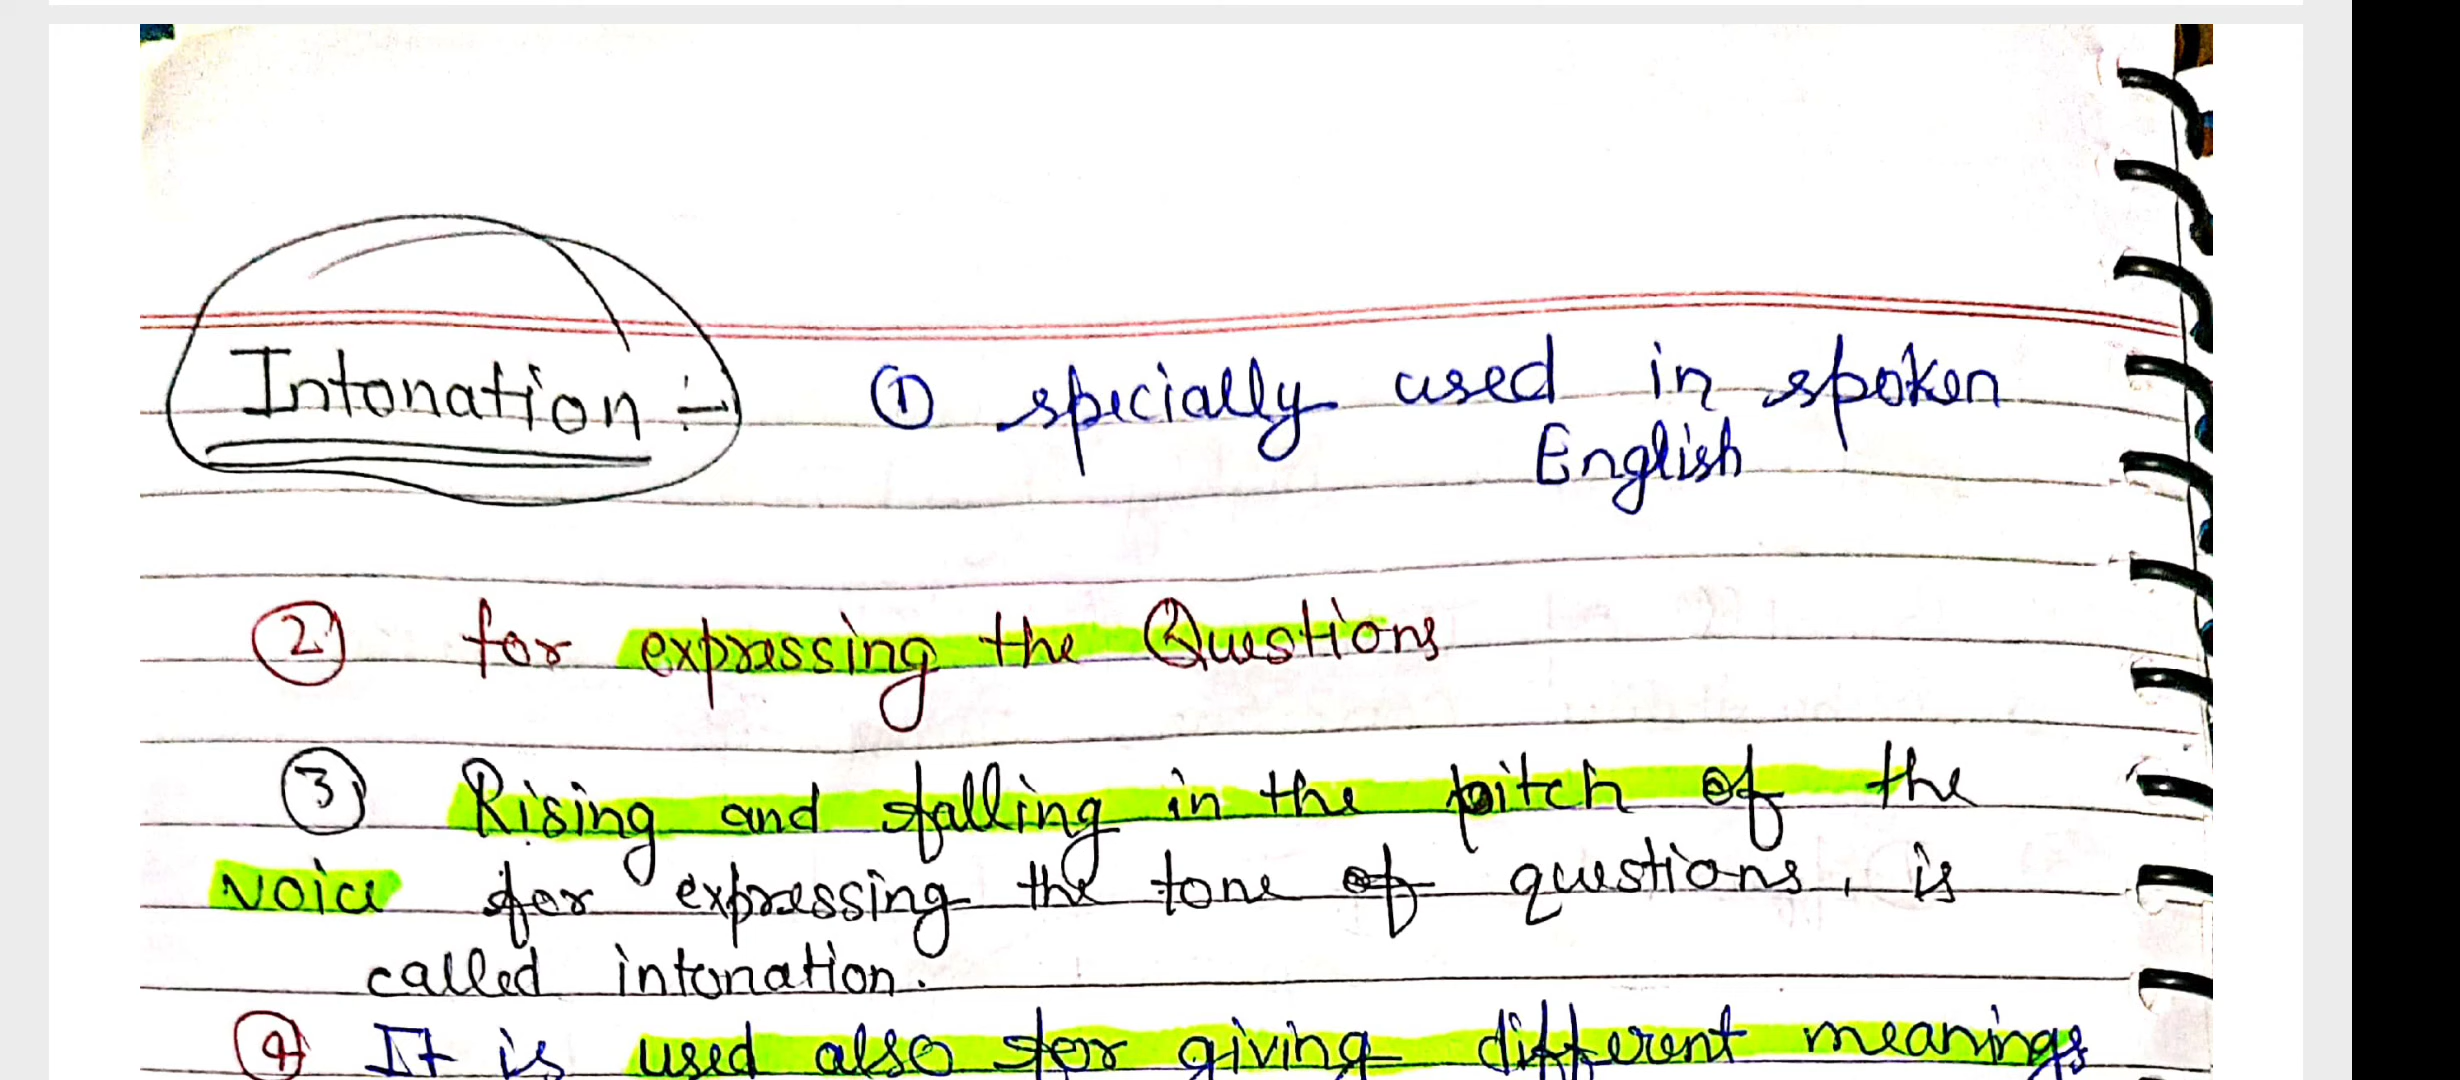 Intonation :- ① specially used in spoken
English
② for expressing the Questions
③ Rising and falling in the pitch of the
voice for expressing the tone of questions, is
called intonation.
④ It is used also for giving different meanings